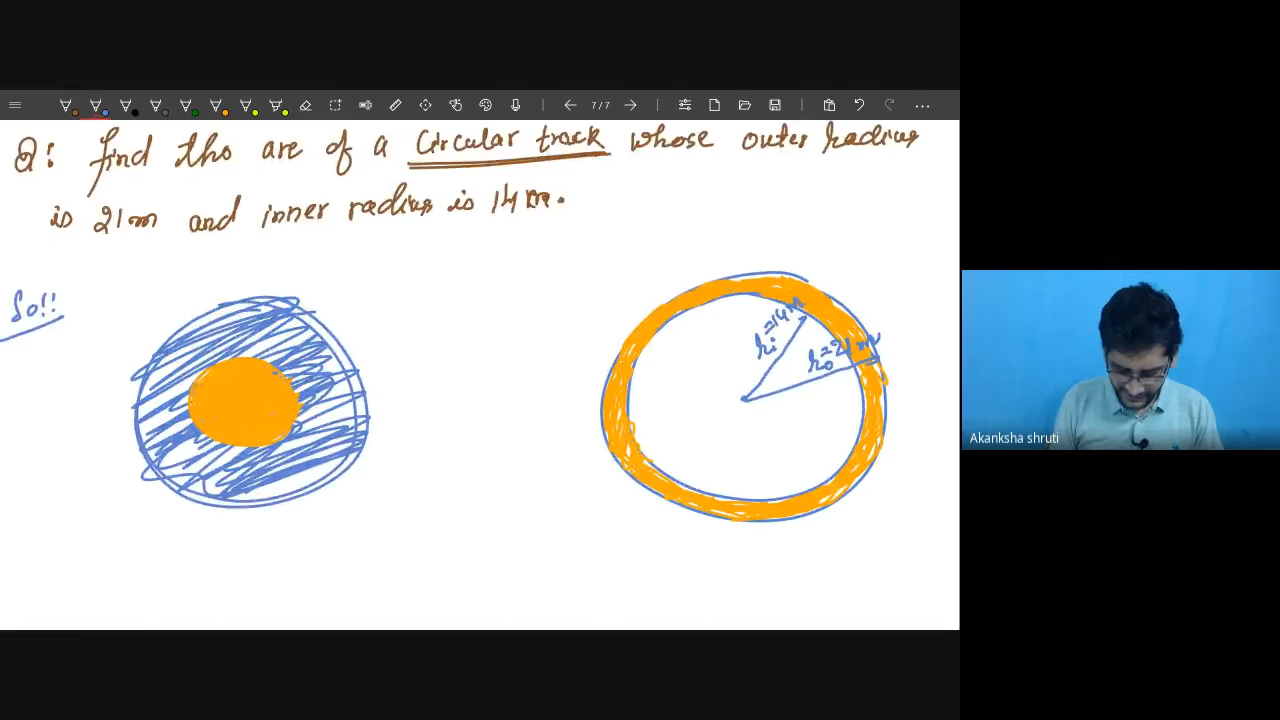 7/7
Q: find the are of a Circular track whose outer radius
is 21m and inner radius is 14m.
So!!
ri = 14m
ro = 21m
Akanksha shruti